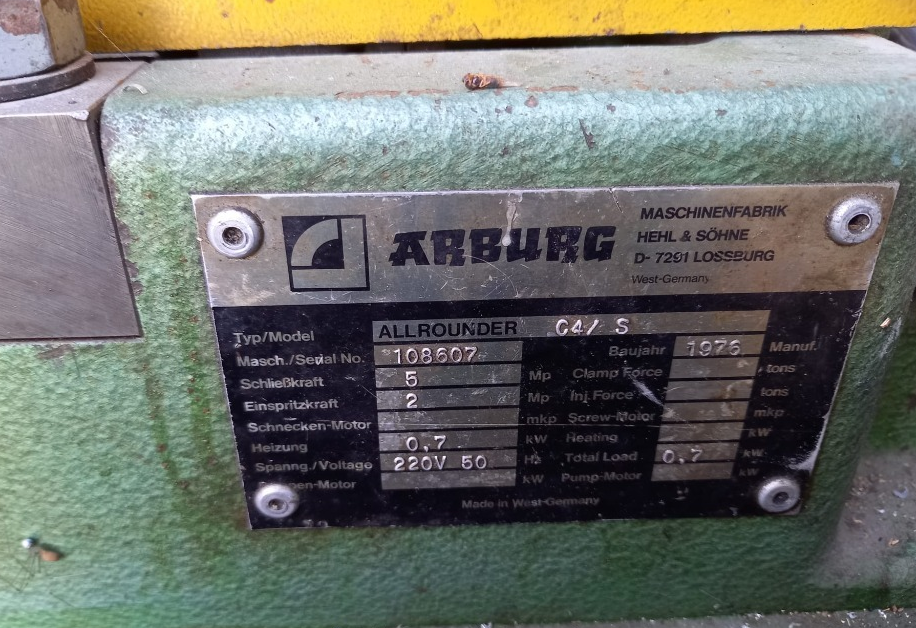 ARBURG
MASCHINENFABRIK
HEHL & SÖHNE
D-7291 LOSSBURG
West-Germany
Typ/Model ALLROUNDER C4/ S
Masch./Serial No. 108607 Baujahr 1976 Manuf.
Schließkraft 5 Mp Clamp Force tons
Einspritzkraft 2 Mp Inj. Force tons
Schnecken-Motor mkp Screw-Motor mkp
Heizung 0,7 kW Heating kW
Spanng./Voltage 220V 50 Hz Total Load 0,7 kW
-Motor kW Pump-Motor kW
Made in West-Germany